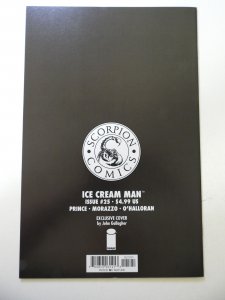 SCORPION
COMICS
ICE CREAM MAN™
ISSUE #25 • $4.99 US
PRINCE • MORAZZO • O'HALLORAN
EXCLUSIVE COVER
by John Gallagher